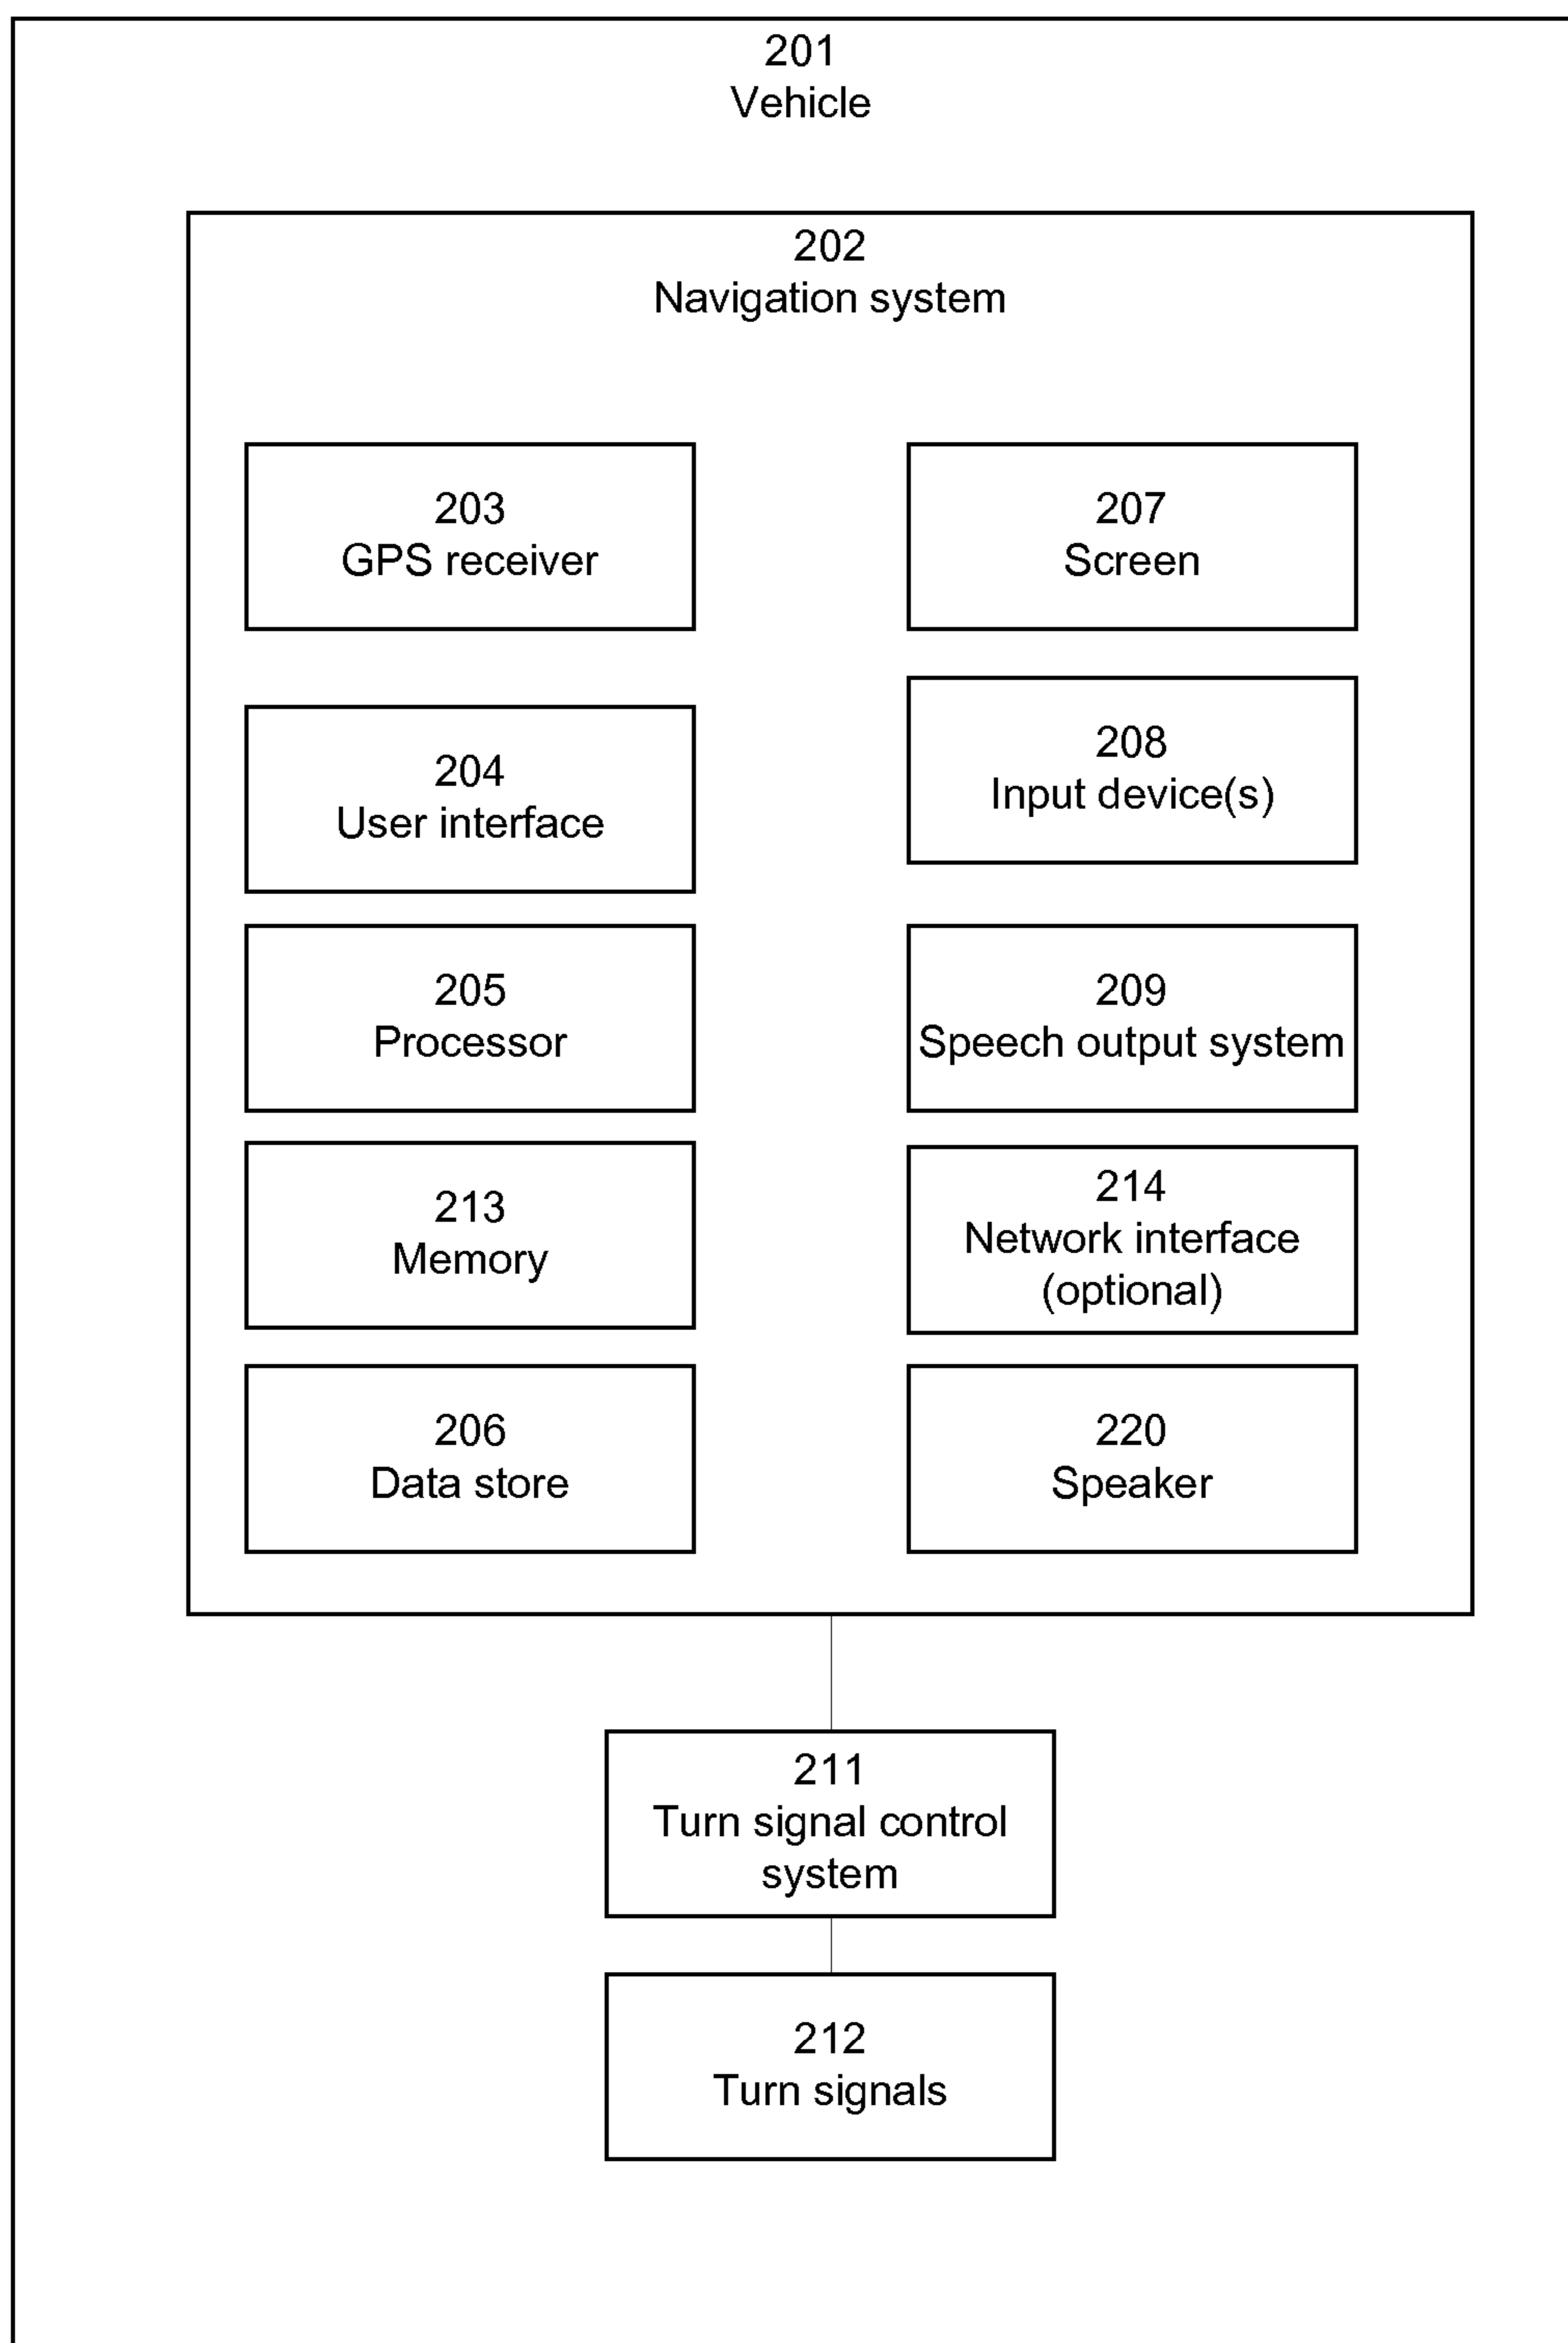 201
Vehicle
202
Navigation system
203
GPS receiver
207
Screen
204
User interface
208
Input device(s)
205
Processor
209
Speech output system
213
Memory
214
Network interface
(optional)
206
Data store
220
Speaker
211
Turn signal control
system
212
Turn signals